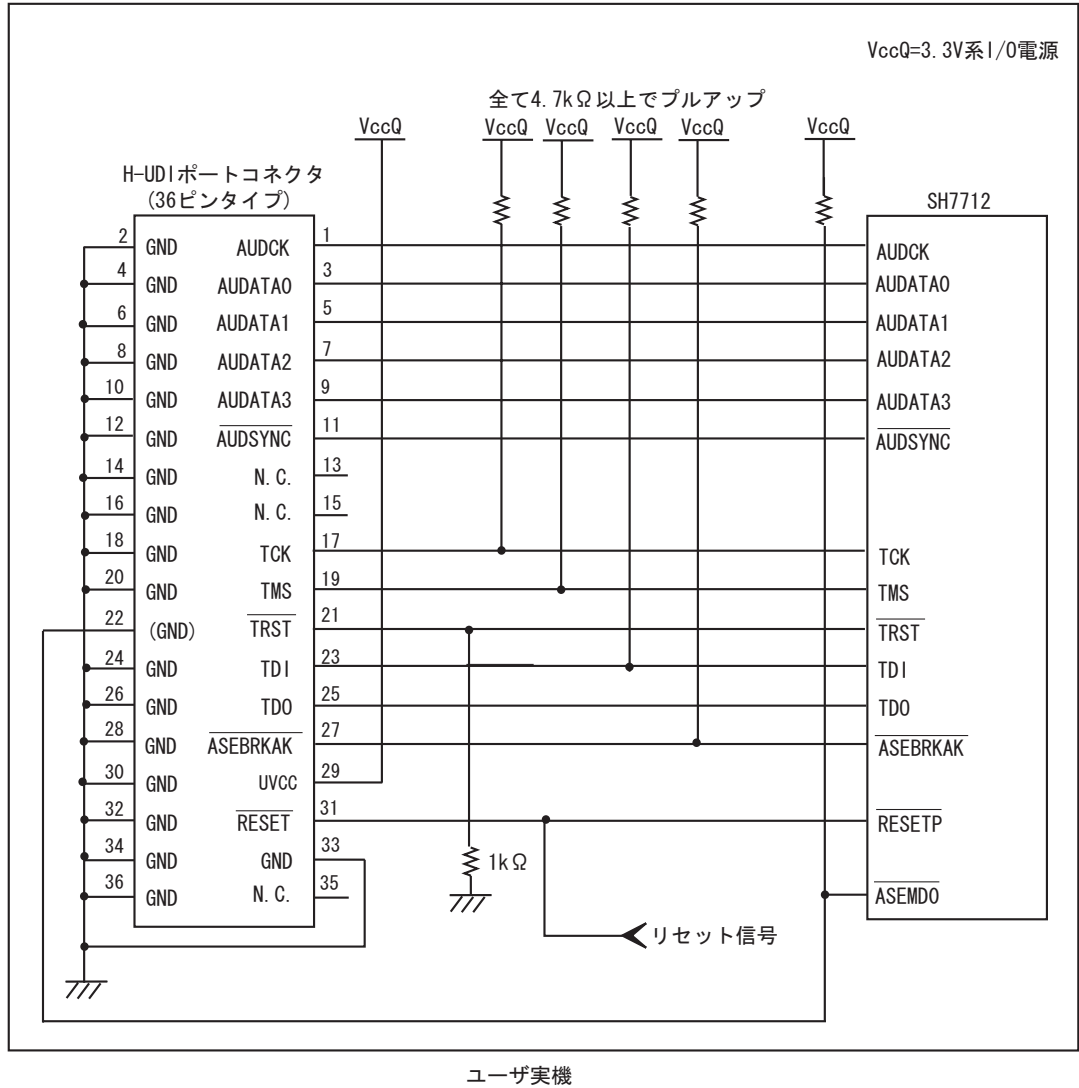 VccQ=3.3V系I/O電源
全て4.7kΩ以上でプルアップ
VccQ VccQ VccQ VccQ VccQ VccQ
H-UDIポートコネクタ
(36ピンタイプ)
SH7712
2 GND AUDCK 1 AUDCK
4 GND AUDATA0 3 AUDATA0
6 GND AUDATA1 5 AUDATA1
8 GND AUDATA2 7 AUDATA2
10 GND AUDATA3 9 AUDATA3
12 GND AUDSYNC 11 AUDSYNC
14 GND N.C. 13
16 GND N.C. 15
18 GND TCK 17 TCK
20 GND TMS 19 TMS
22 (GND) TRST 21 TRST
24 GND TDI 23 TDI
26 GND TDO 25 TDO
28 GND ASEBRKAK 27 ASEBRKAK
30 GND UVCC 29
32 GND RESET 31 RESETP
34 GND GND 33
1kΩ
36 GND N.C. 35 ASEMD0
リセット信号
ユーザ実機